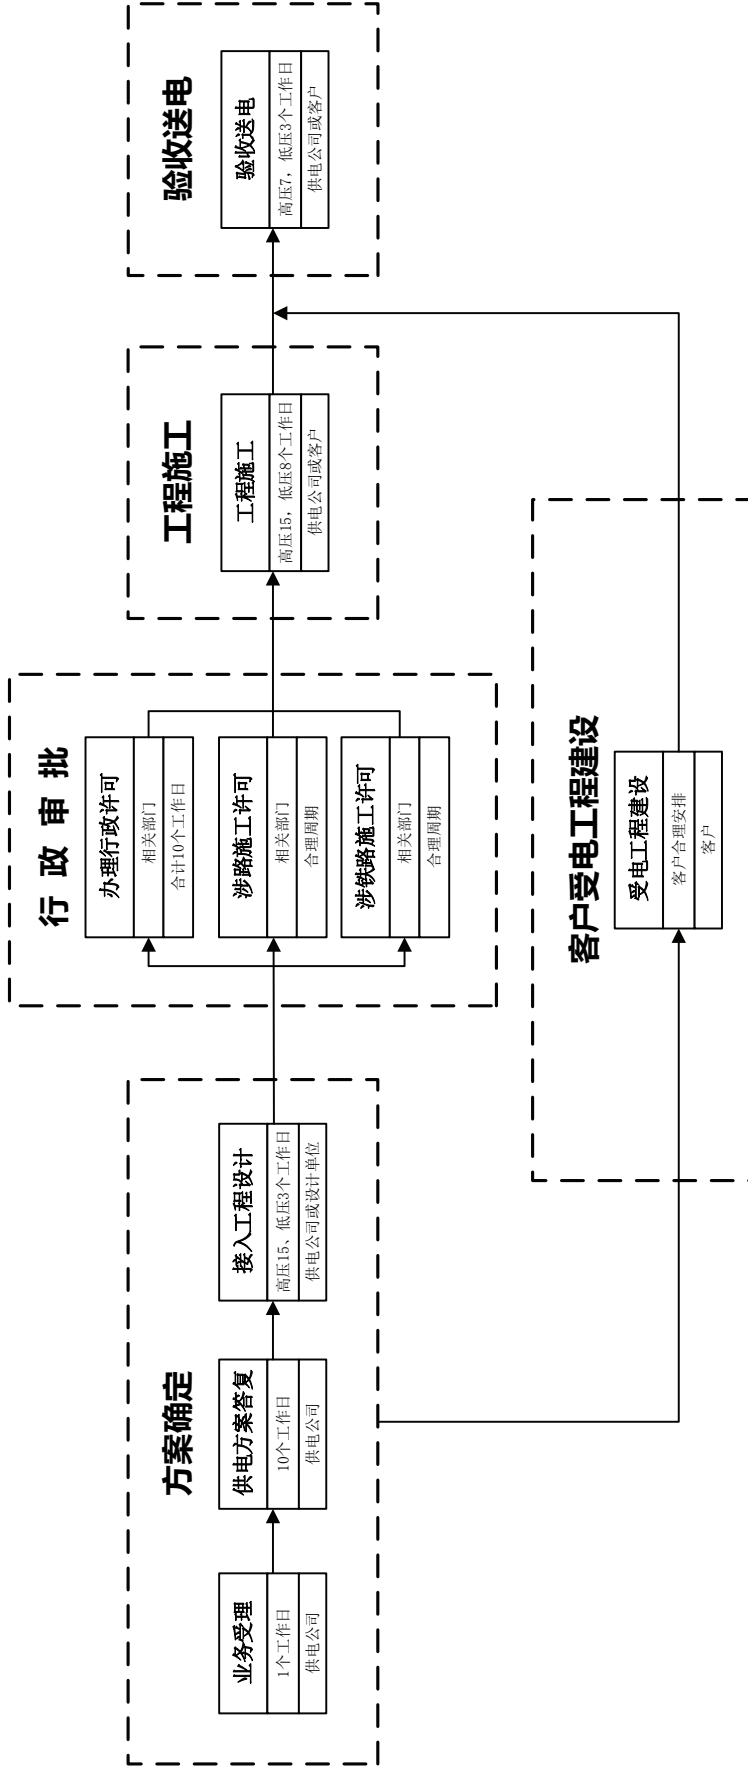 方案确定
业务受理
1个工作日
供电公司
供电方案答复
10个工作日
供电公司
接入工程设计
高压15、低压3个工作日
供电公司或设计单位
行政审批
办理行政许可
相关部门
合计10个工作日
涉路施工许可
相关部门
合理周期
涉铁路施工许可
相关部门
合理周期
工程施工
工程施工
高压15，低压8个工作日
供电公司或客户
验收送电
验收送电
高压7，低压3个工作日
供电公司或客户
客户受电工程建设
受电工程建设
客户合理安排
客户